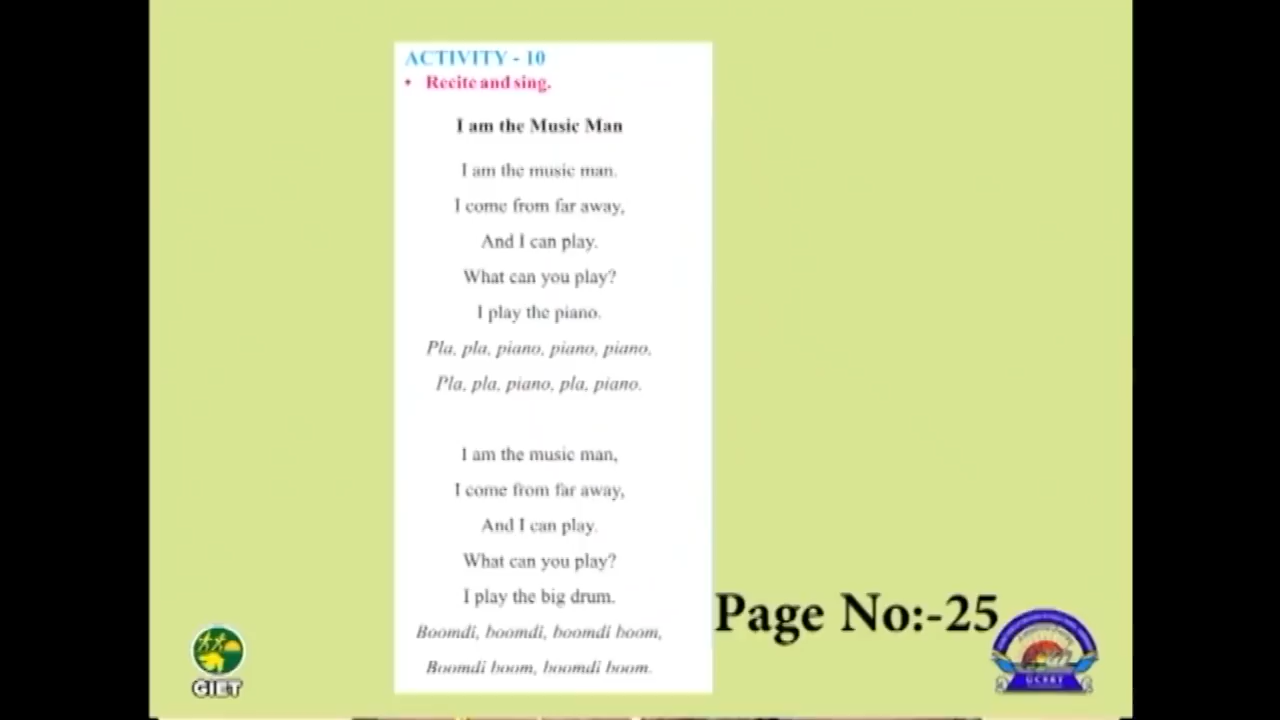 ACTIVITY - 10
• Recite and sing.
I am the Music Man
I am the music man.
I come from far away,
And I can play.
What can you play?
I play the piano.
Pla, pla, piano, piano, piano,
Pla, pla, piano, pla, piano.
I am the music man,
I come from far away,
And I can play.
What can you play?
I play the big drum.
Boomdi, boomdi, boomdi boom,
Boomdi boom, boomdi boom.
Page No:-25
GIET
GCERT